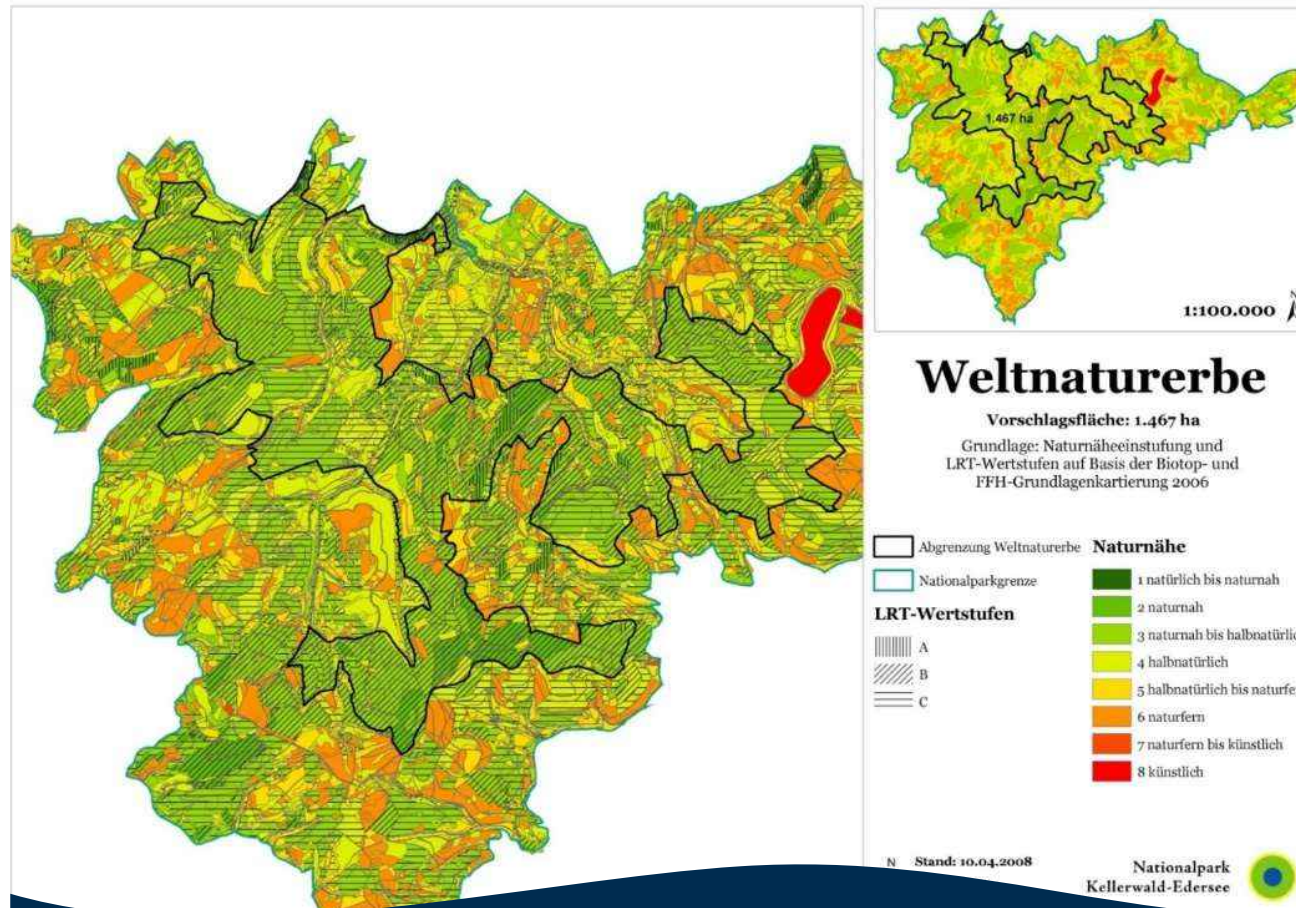 1.467 ha
1:100.000
N
Weltnaturerbe
Vorschlagsfläche: 1.467 ha
Grundlage: Naturnäheeinstufung und
LRT-Wertstufen auf Basis der Biotop- und
FFH-Grundlagenkartierung 2006
Abgrenzung Weltnaturerbe
Nationalparkgrenze
LRT-Wertstufen
A
B
C
Naturnähe
1 natürlich bis naturnah
2 naturnah
3 naturnah bis halbnatürlic
4 halbnatürlich
5 halbnatürlich bis naturfe
6 naturfern
7 naturfern bis künstlich
8 künstlich
N
Stand: 10.04.2008
Nationalpark
Kellerwald-Edersee